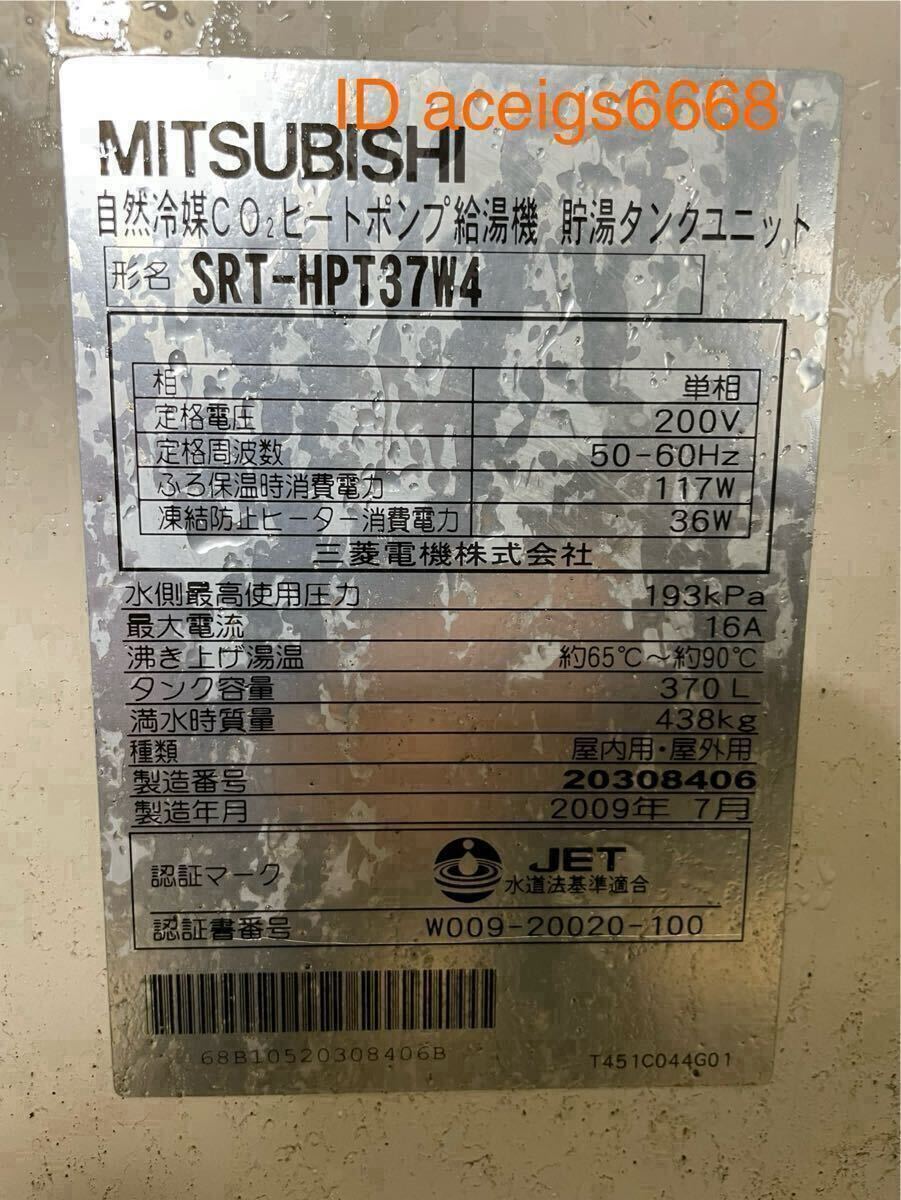 ID aceigs6668
MITSUBISHI
自然冷媒CO₂ヒートポンプ給湯機 貯湯タンクユニット
形名 SRT-HPT37W4
相 単相
定格電圧 200V
定格周波数 50-60Hz
ふろ保温時消費電力 117W
凍結防止ヒーター消費電力 36W
三菱電機株式会社
水側最高使用圧力 193kPa
最大電流 16A
沸き上げ湯温 約65℃~約90℃
タンク容量 370L
満水時質量 438kg
種類 屋内用・屋外用
製造番号 20308406
製造年月 2009年 7月
認証マーク JET
水道法基準適合
認証書番号 W009-20020-100
68B10520308406B
T451C044G01